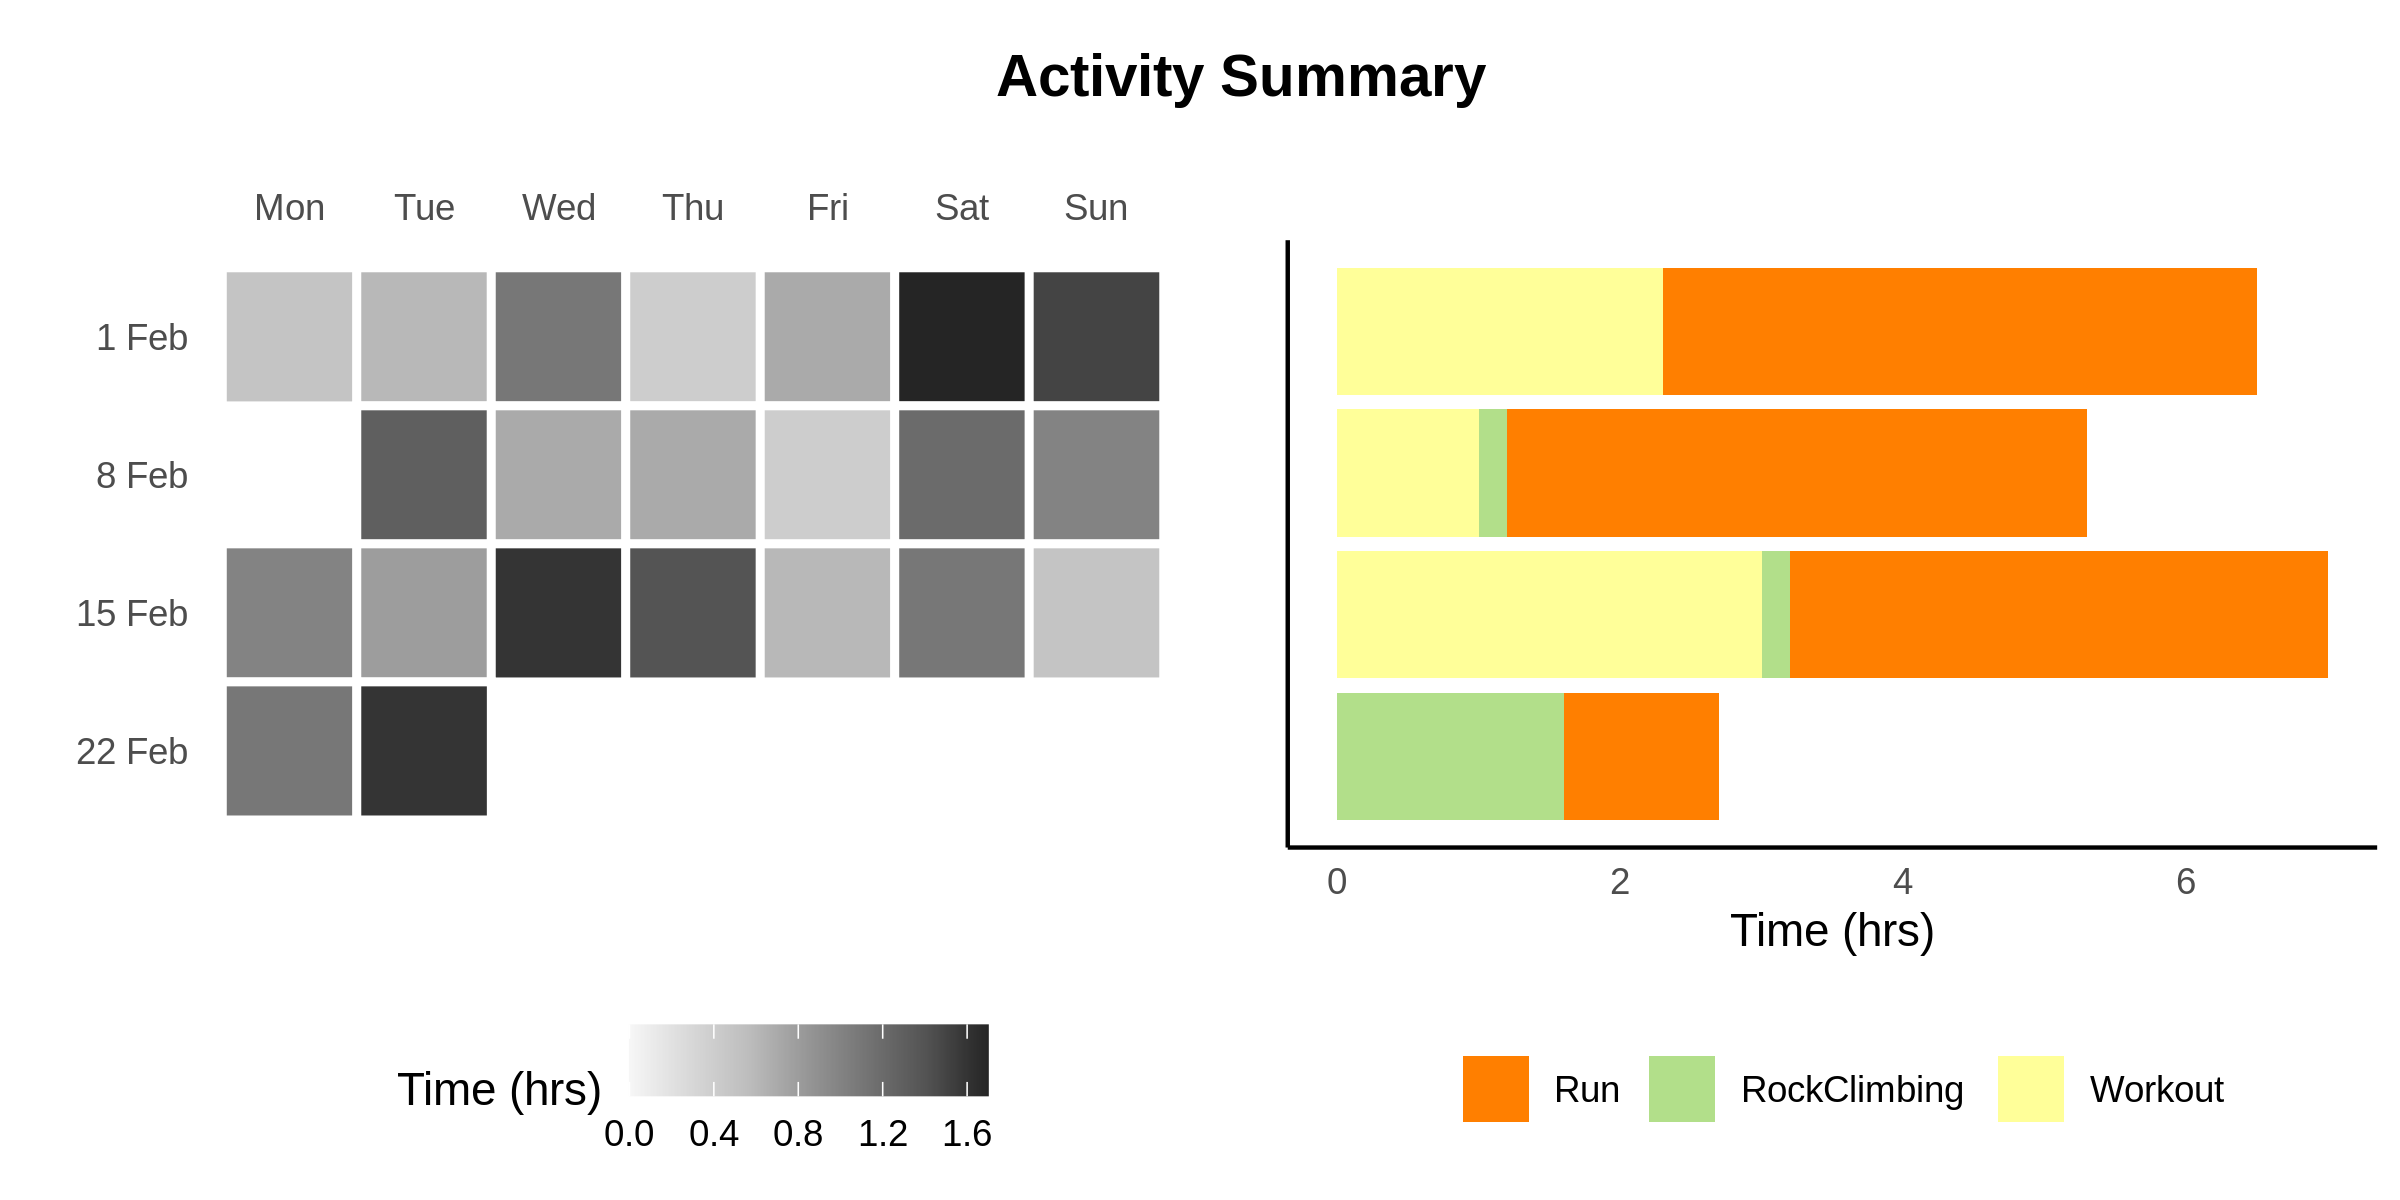 Activity Summary
Mon Tue Wed Thu Fri Sat Sun
1 Feb
8 Feb
15 Feb
22 Feb
0 2 4 6
Time (hrs)
Time (hrs)
0.0 0.4 0.8 1.2 1.6
Run RockClimbing Workout